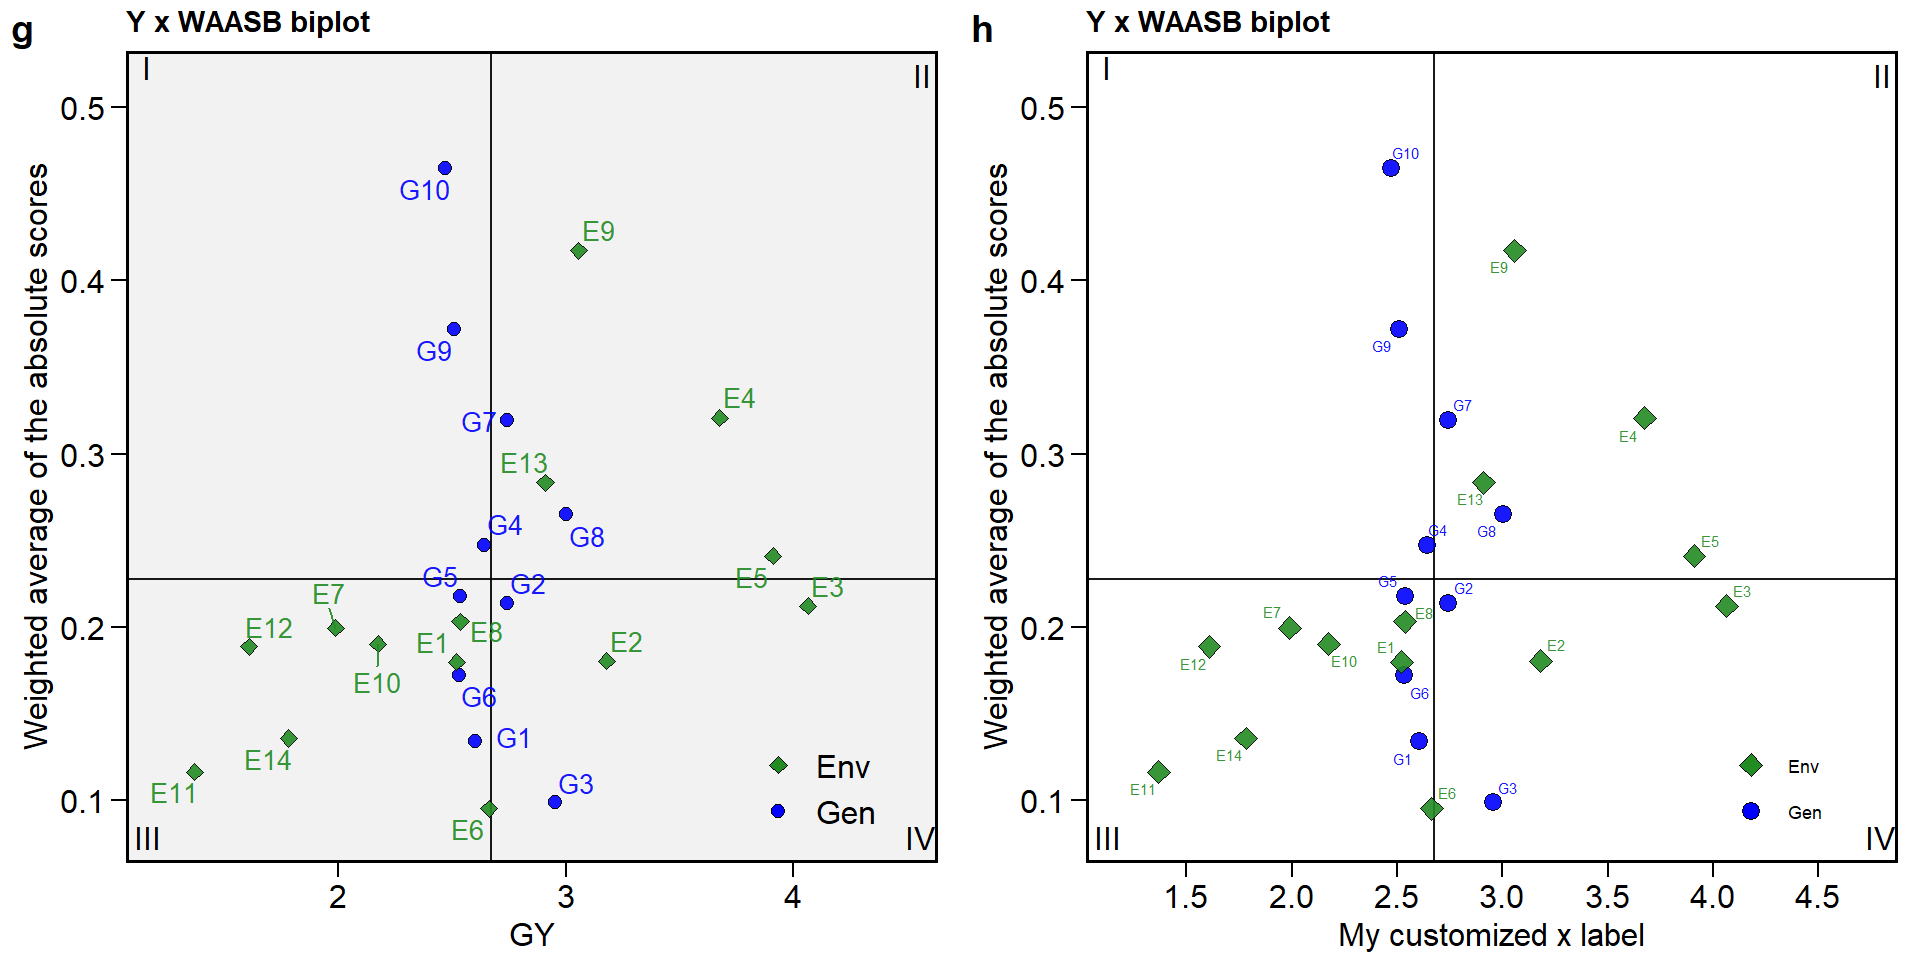 g
Y x WAASB biplot
I
II
0.5
G10
E9
0.4
G9
E4
G7
0.3
E13
G4
G8
G5
E5
G2
E7
E3
0.2
E12
E8
E1
E2
E10
G6
G1
E14
Env
G3
E11
0.1
Gen
E6
III
IV
2
3
4
GY
Weighted average of the absolute scores
h
Y x WAASB biplot
I
II
0.5
G10
E9
0.4
G9
G7
E4
0.3
E13
G4
G8
E5
G5
G2
E3
E7
E8
0.2
E1
E2
E12
E10
G6
E14
G1
Env
E11
G3
E6
0.1
Gen
III
IV
1.5
2.0
2.5
3.0
3.5
4.0
4.5
My customized x label
Weighted average of the absolute scores